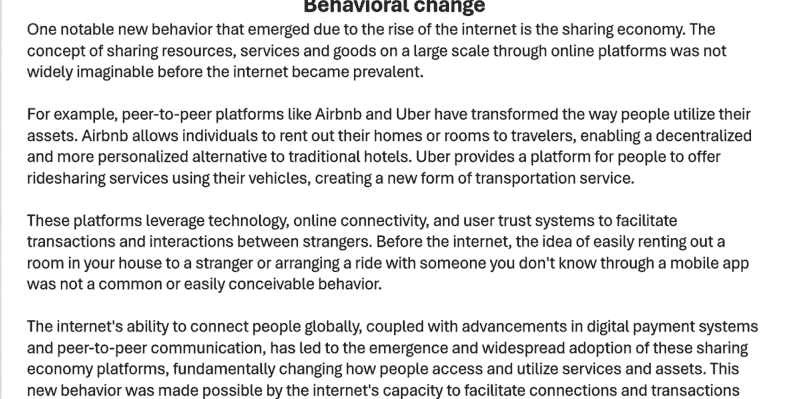 Behavioral change
One notable new behavior that emerged due to the rise of the internet is the sharing economy. The
concept of sharing resources, services and goods on a large scale through online platforms was not
widely imaginable before the internet became prevalent.
For example, peer-to-peer platforms like Airbnb and Uber have transformed the way people utilize their
assets. Airbnb allows individuals to rent out their homes or rooms to travelers, enabling a decentralized
and more personalized alternative to traditional hotels. Uber provides a platform for people to offer
ridesharing services using their vehicles, creating a new form of transportation service.
These platforms leverage technology, online connectivity, and user trust systems to facilitate
transactions and interactions between strangers. Before the internet, the idea of easily renting out a
room in your house to a stranger or arranging a ride with someone you don't know through a mobile app
was not a common or easily conceivable behavior.
The internet's ability to connect people globally, coupled with advancements in digital payment systems
and peer-to-peer communication, has led to the emergence and widespread adoption of these sharing
economy platforms, fundamentally changing how people access and utilize services and assets. This
new behavior was made possible by the internet's capacity to facilitate connections and transactions